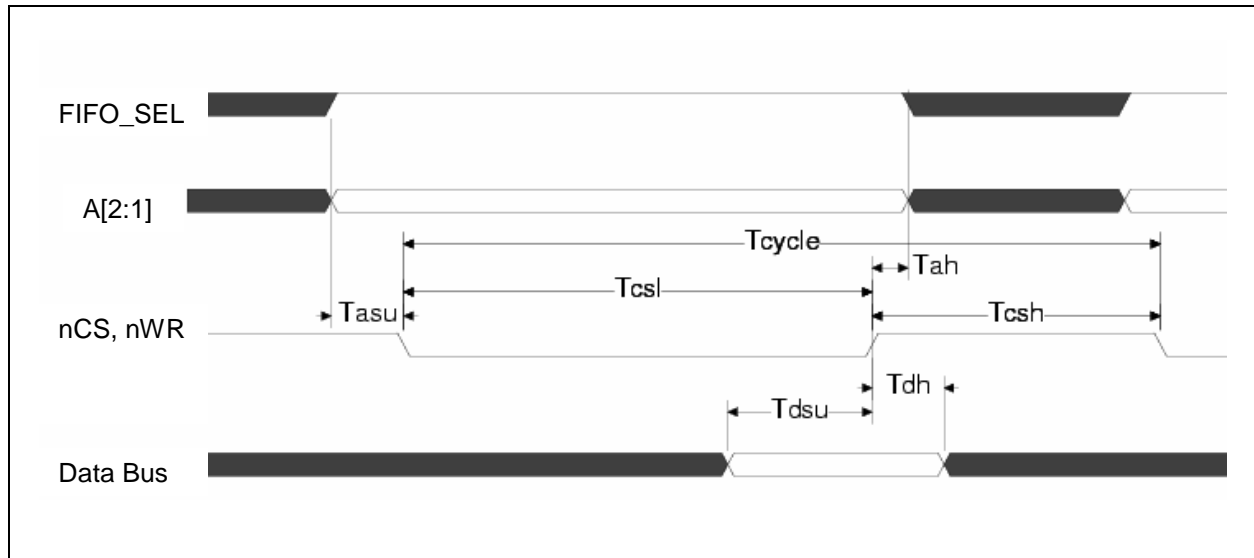 FIFO_SEL
A[2:1]
Tcycle
Tah
Tcsl
Tasu
Tcsh
nCS, nWR
Tdh
Tdsu
Data Bus